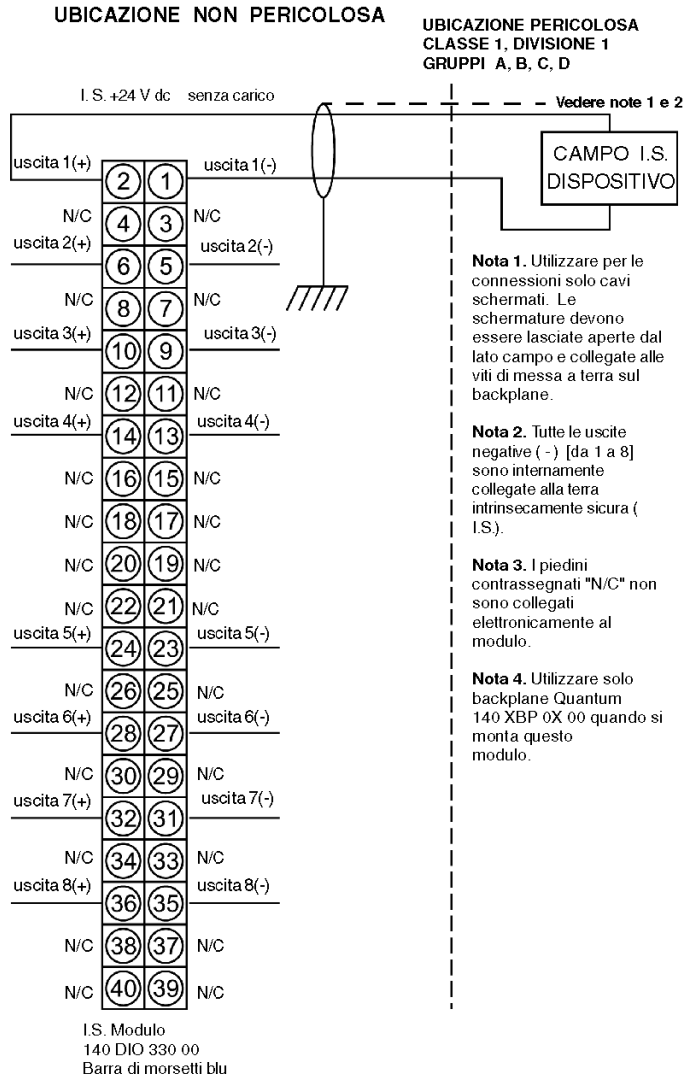 UBICAZIONE NON PERICOLOSA
UBICAZIONE PERICOLOSA
CLASSE 1, DIVISIONE 1
GRUPPI A, B, C, D
I. S. +24 V dc senza carico
Vedere note 1 e 2
CAMPO I.S.
DISPOSITIVO
uscita 1(+) 2 1 uscita 1(-)
N/C 4 3 N/C
uscita 2(+) 6 5 uscita 2(-)
N/C 8 7 N/C
uscita 3(+) 10 9 uscita 3(-)
N/C 12 11 N/C
uscita 4(+) 14 13 uscita 4(-)
N/C 16 15 N/C
N/C 18 17 N/C
N/C 20 19 N/C
N/C 22 21 N/C
uscita 5(+) 24 23 uscita 5(-)
N/C 26 25 N/C
uscita 6(+) 28 27 uscita 6(-)
N/C 30 29 N/C
uscita 7(+) 32 31 uscita 7(-)
N/C 34 33 N/C
uscita 8(+) 36 35 uscita 8(-)
N/C 38 37 N/C
N/C 40 39 N/C
I.S. Modulo
140 DIO 330 00
Barra di morsetti blu
Nota 1. Utilizzare per le
connessioni solo cavi
schermati. Le
schermature devono
essere lasciate aperte dal
lato campo e collegate alle
viti di messa a terra sul
backplane.
Nota 2. Tutte le uscite
negative ( - ) [da 1 a 8]
sono internamente
collegate alla terra
intrinsecamente sicura (
I.S.).
Nota 3. I piedini
contrassegnati "N/C" non
sono collegati
elettronicamente al
modulo.
Nota 4. Utilizzare solo
backplane Quantum
140 XBP 0X 00 quando si
monta questo
modulo.